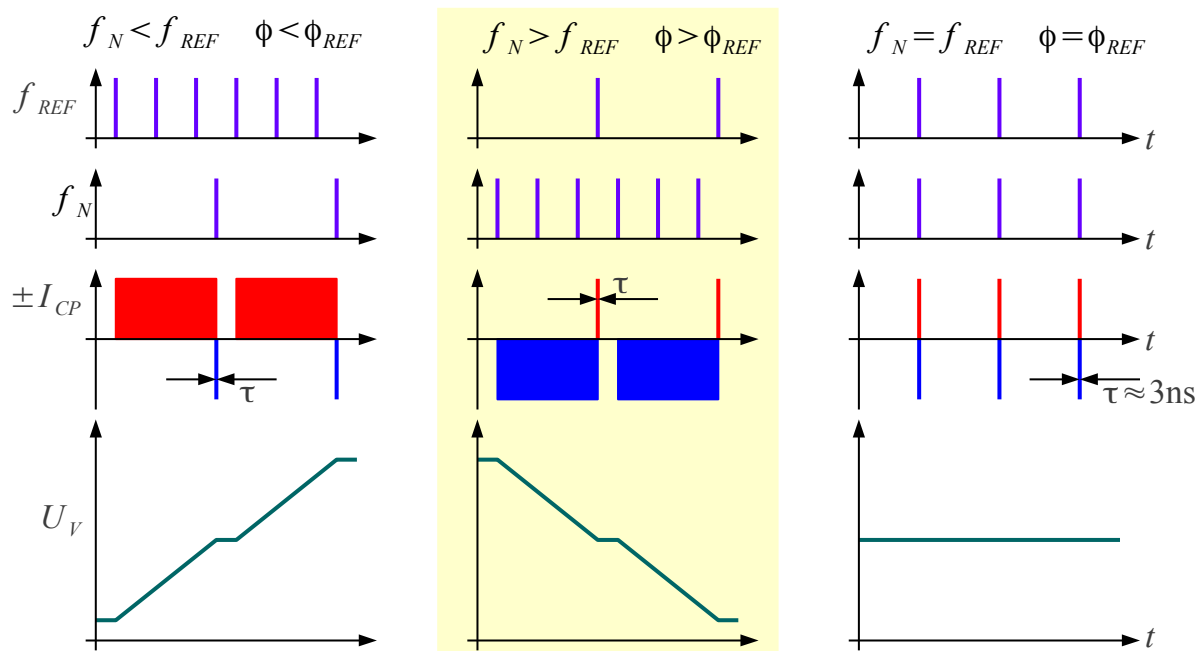 f_N < f_REF   ϕ < ϕ_REF
f_N > f_REF   ϕ > ϕ_REF
f_N = f_REF   ϕ = ϕ_REF
f_REF
t
f_N
t
± I_CP
τ
τ
t
τ ≈ 3ns
U_V
t